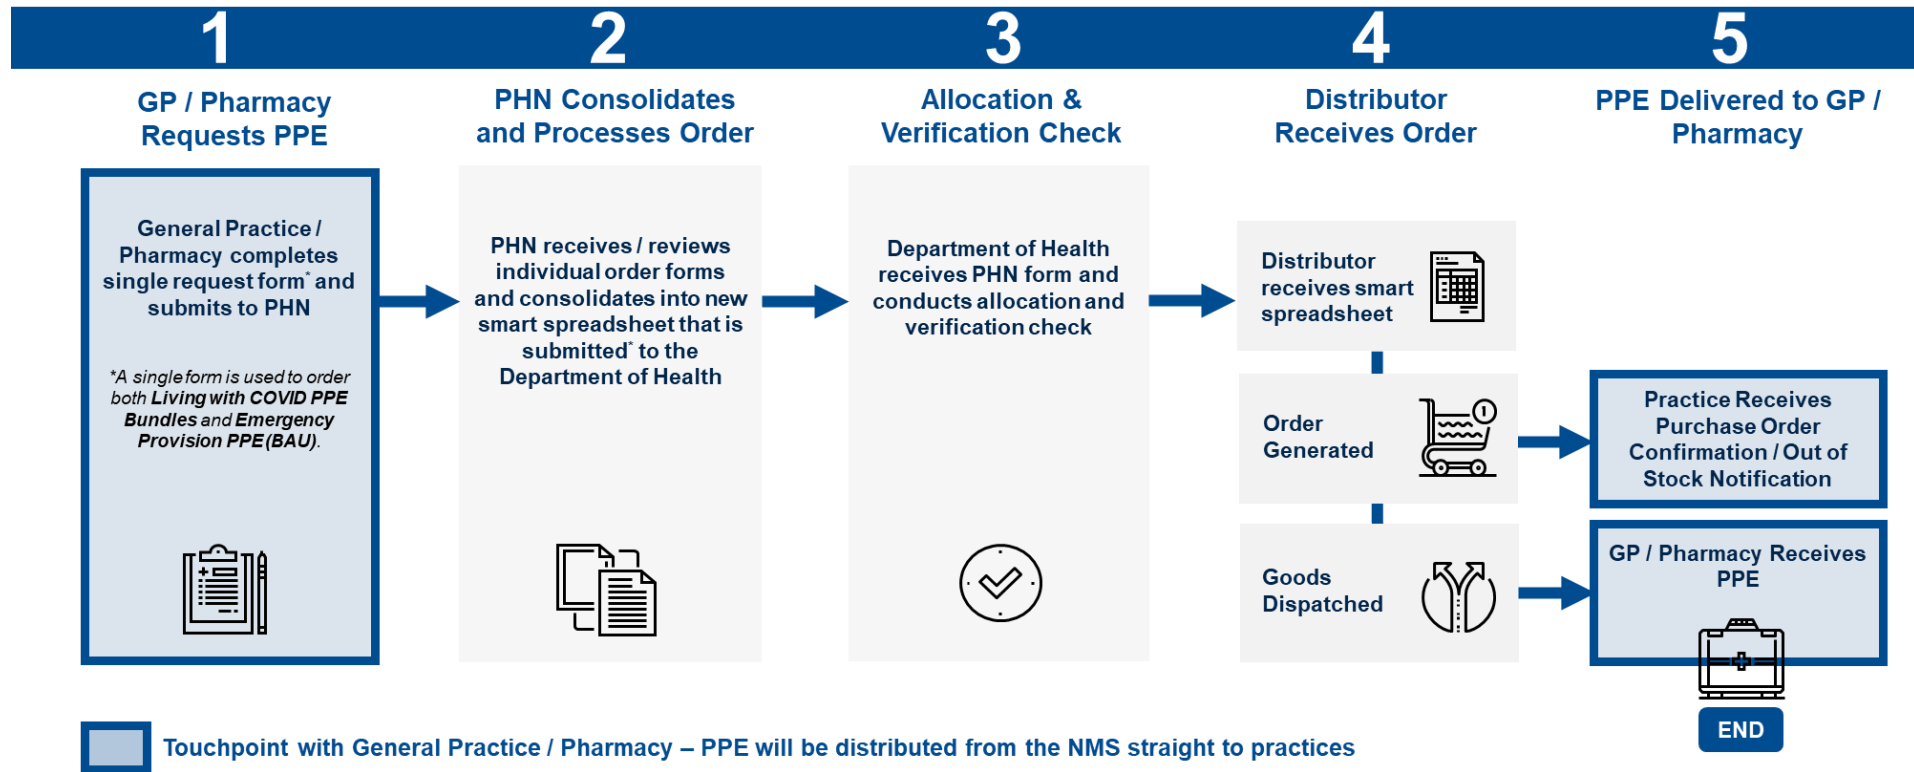 1
2
3
4
5
GP / Pharmacy
Requests PPE
PHN Consolidates
and Processes Order
Allocation &
Verification Check
Distributor
Receives Order
PPE Delivered to GP /
Pharmacy
General Practice /
Pharmacy completes
single request form* and
submits to PHN
*A single form is used to order
both Living with COVID PPE
Bundles and Emergency
Provision PPE (BAU).
PHN receives / reviews
individual order forms
and consolidates into new
smart spreadsheet that is
submitted* to the
Department of Health
Department of Health
receives PHN form and
conducts allocation and
verification check
Distributor
receives smart
spreadsheet
Order
Generated
1
Goods
Dispatched
Practice Receives
Purchase Order
Confirmation / Out of
Stock Notification
GP / Pharmacy Receives
PPE
END
Touchpoint with General Practice / Pharmacy – PPE will be distributed from the NMS straight to practices